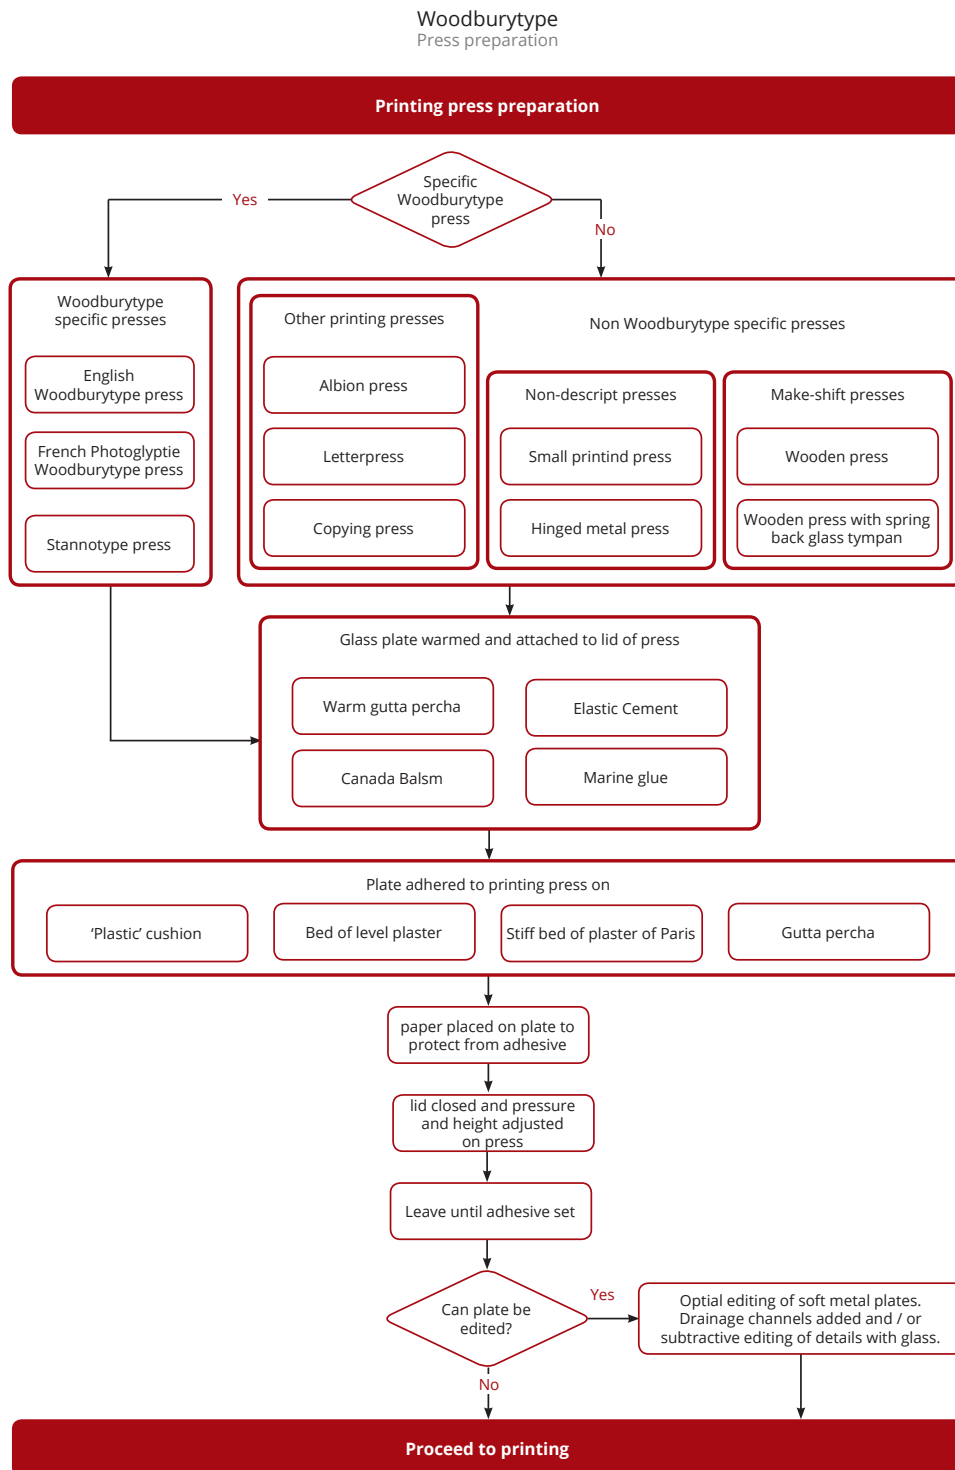 Woodburytype
Press preparation
Printing press preparation
Specific
Woodburytype
press
Yes
No
Woodburytype
specific presses
English
Woodburytype press
French Photoglyptie
Woodburytype press
Stannotype press
Non Woodburytype specific presses
Other printing presses
Albion press
Letterpress
Copying press
Non-descript presses
Small printind press
Hinged metal press
Make-shift presses
Wooden press
Wooden press with spring
back glass tympan
Glass plate warmed and attached to lid of press
Warm gutta percha
Elastic Cement
Canada Balsm
Marine glue
Plate adhered to printing press on
‘Plastic’ cushion
Bed of level plaster
Stiff bed of plaster of Paris
Gutta percha
paper placed on plate to
protect from adhesive
lid closed and pressure
and height adjusted
on press
Leave until adhesive set
Can plate be
edited?
Yes
Optial editing of soft metal plates.
Drainage channels added and / or
subtractive editing of details with glass.
No
Proceed to printing